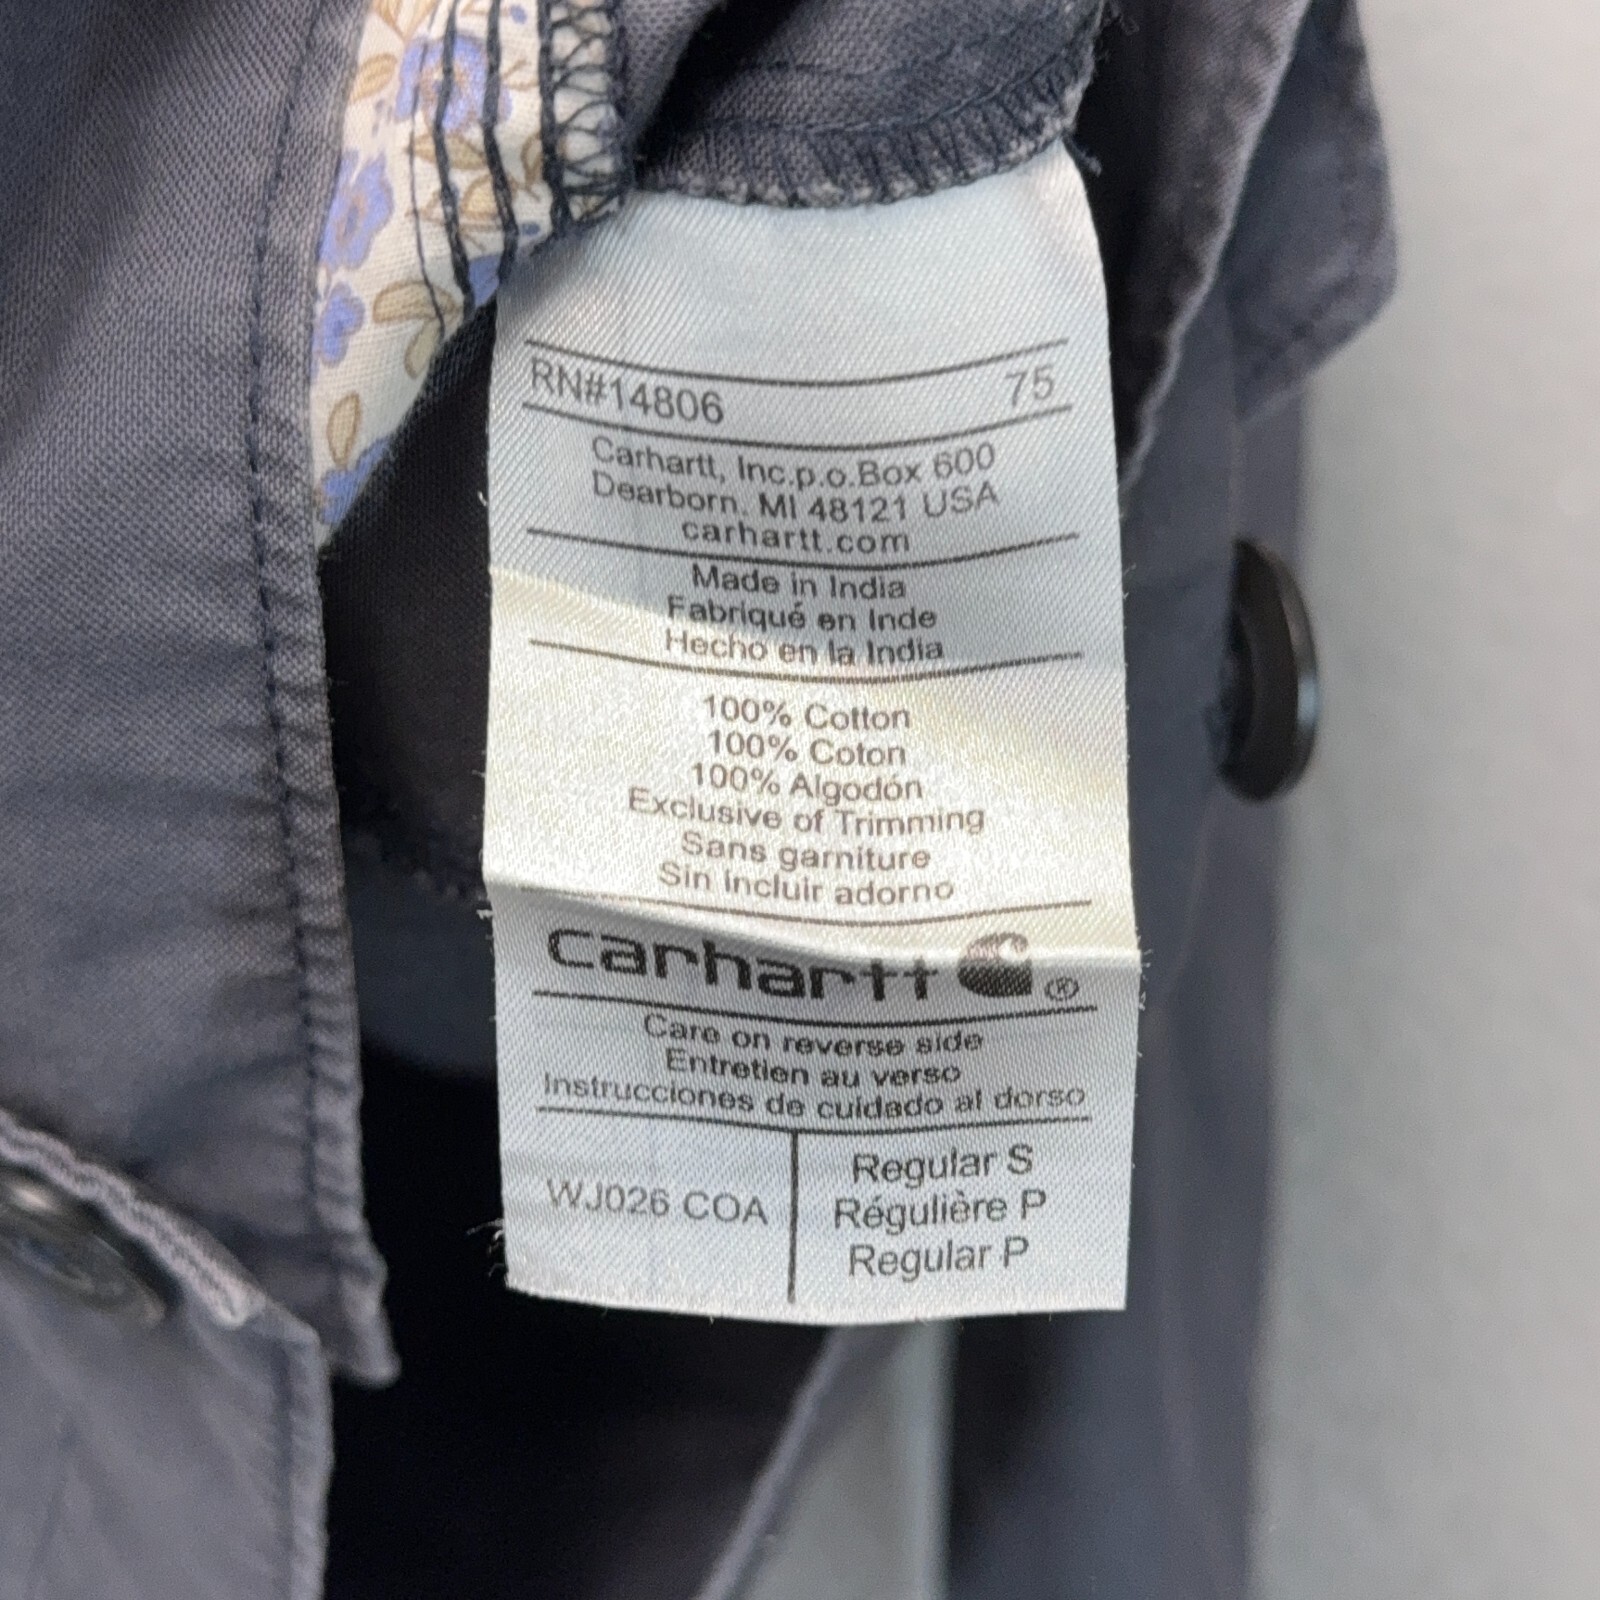 RN#14806 75
Carhartt, Inc.p.o.Box 600
Dearborn. MI 48121 USA
carhartt.com
Made in India
Fabriqué en Inde
Hecho en la India
100% Cotton
100% Coton
100% Algodón
Exclusive of Trimming
Sans garniture
Sin incluir adorno
carhartt ®
Care on reverse side
Entretien au verso
Instrucciones de cuidado al dorso
WJ026 COA
Regular S
Régulière P
Regular P